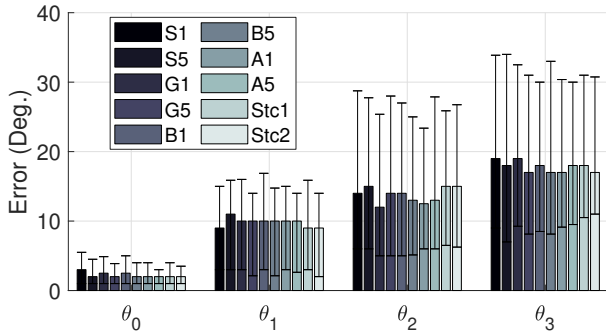 40
30
20
10
0
Error (Deg.)
S1
S5
G1
G5
B1
B5
A1
A5
Stc1
Stc2
θ0
θ1
θ2
θ3